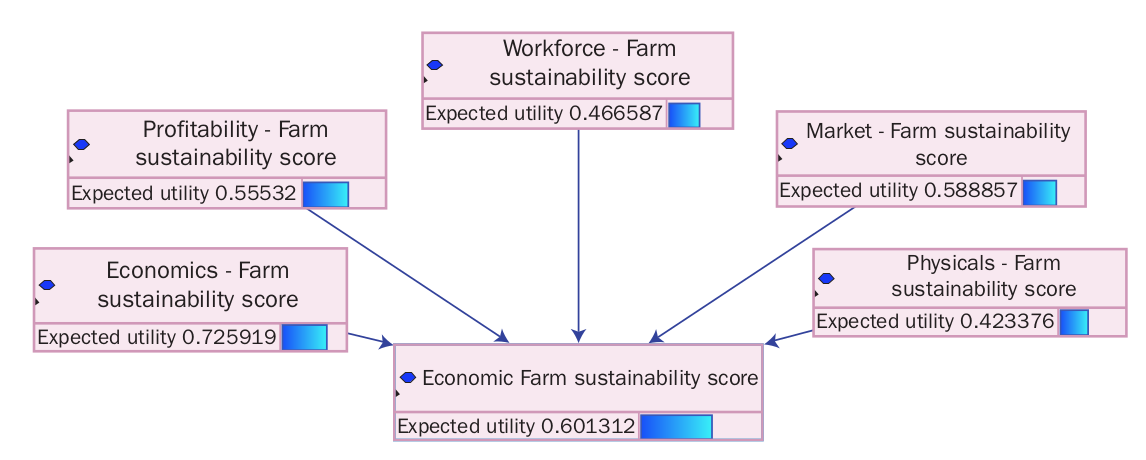 Workforce - Farm
sustainability score
Expected utility 0.466587
Profitability - Farm
sustainability score
Expected utility 0.55532
Market - Farm sustainability
score
Expected utility 0.588857
Economics - Farm
sustainability score
Expected utility 0.725919
Physicals - Farm
sustainability score
Expected utility 0.423376
Economic Farm sustainability score
Expected utility 0.601312